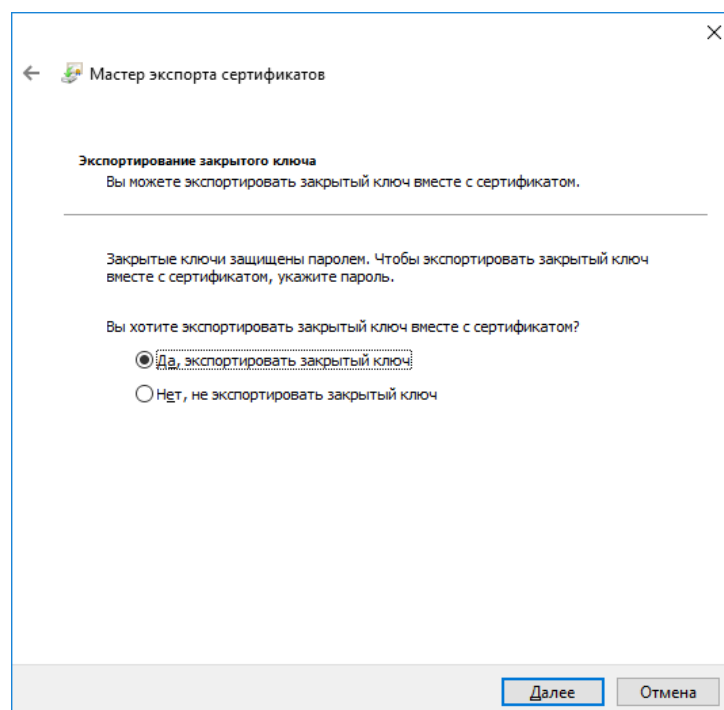 Мастер экспорта сертификатов
Экспортирование закрытого ключа
Вы можете экспортировать закрытый ключ вместе с сертификатом.
Закрытые ключи защищены паролем. Чтобы экспортировать закрытый ключ
вместе с сертификатом, укажите пароль.
Вы хотите экспортировать закрытый ключ вместе с сертификатом?
Да, экспортировать закрытый ключ
Нет, не экспортировать закрытый ключ
Далее Отмена